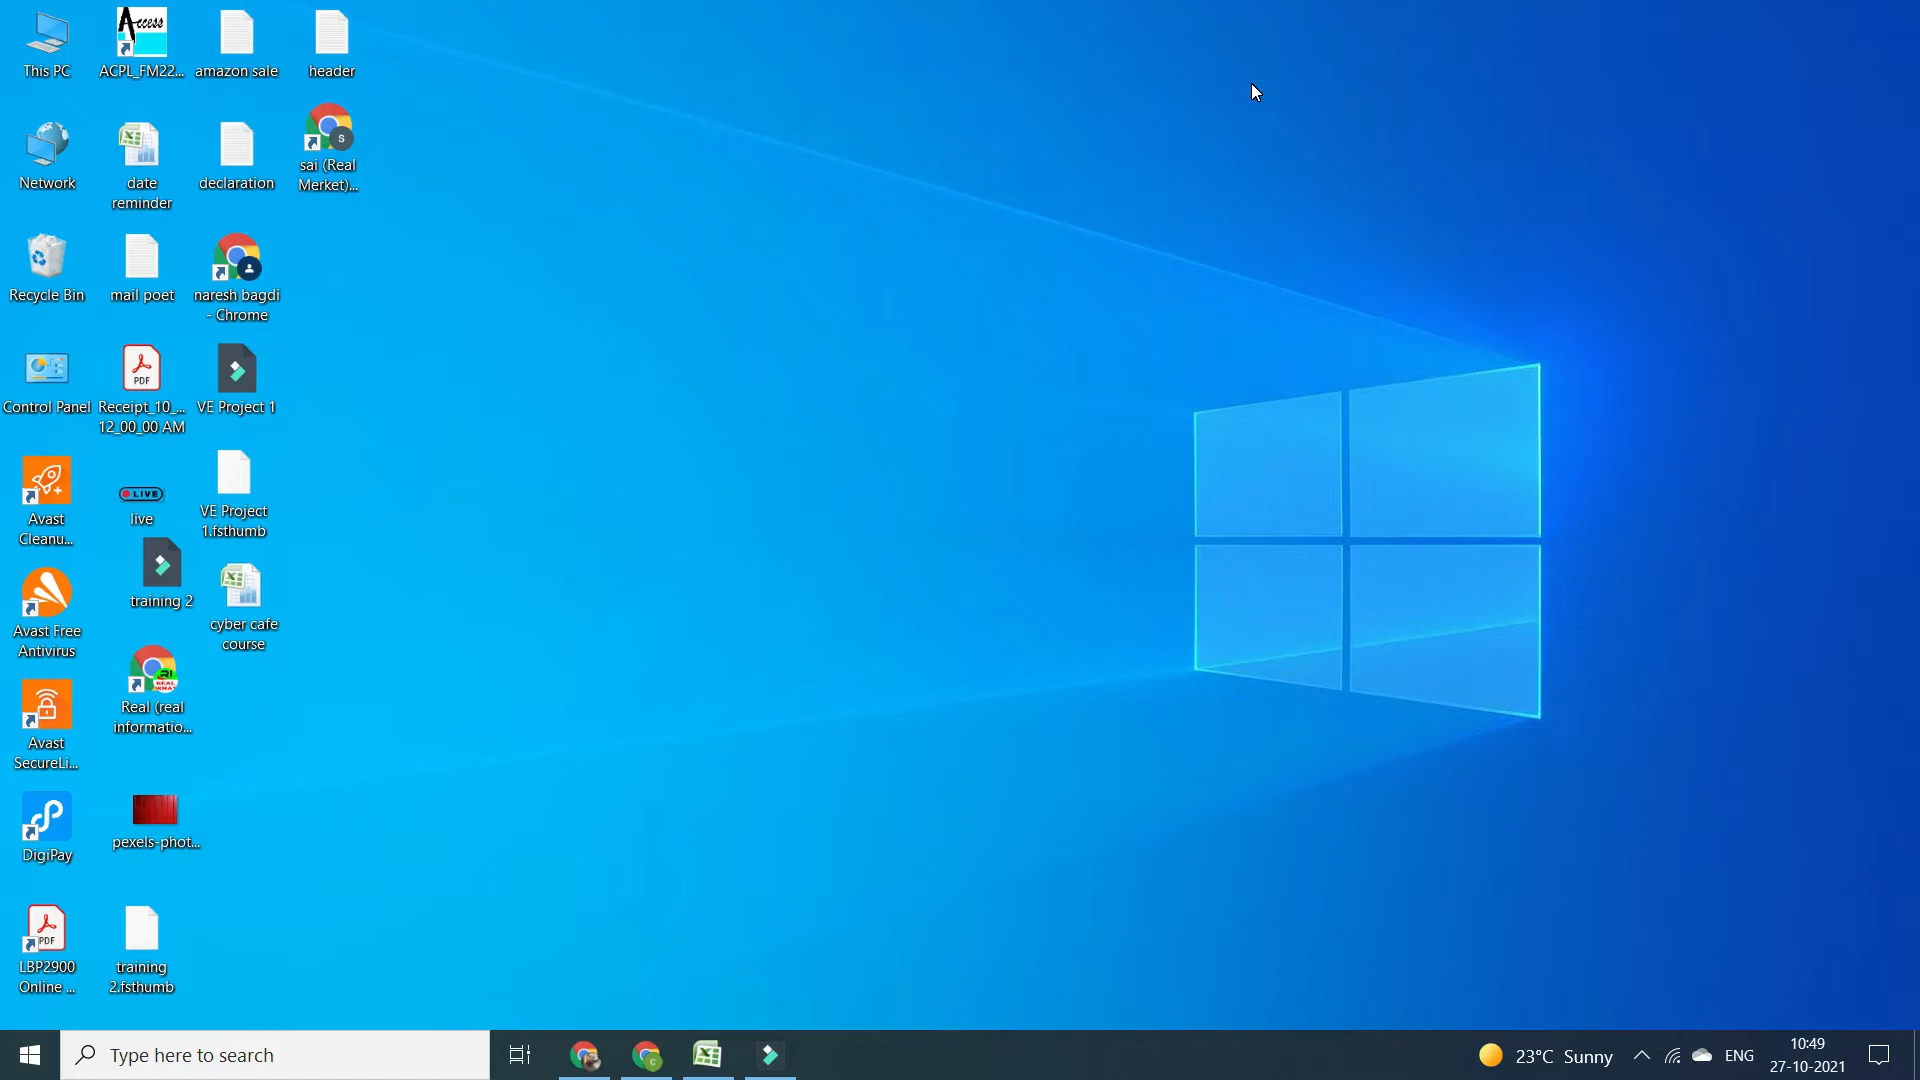 This PC
Network
Recycle Bin
Control Panel
Avast
Cleanu...
Avast Free
Antivirus
Avast
SecureLi...
DigiPay
PDF
LBP2900
Online ...
Access
ACPL_FM22...
date
reminder
mail poet
PDF
Receipt_10_...
12_00_00 AM
LIVE
live
training 2
Real (real
informatio...
pexels-phot...
training
2.fsthumb
amazon sale
declaration
naresh bagdi
- Chrome
VE Project 1
VE Project
1.fsthumb
cyber cafe
course
header
S
sai (Real
Merket)...
Type here to search
23°C Sunny
ENG
10:49
27-10-2021